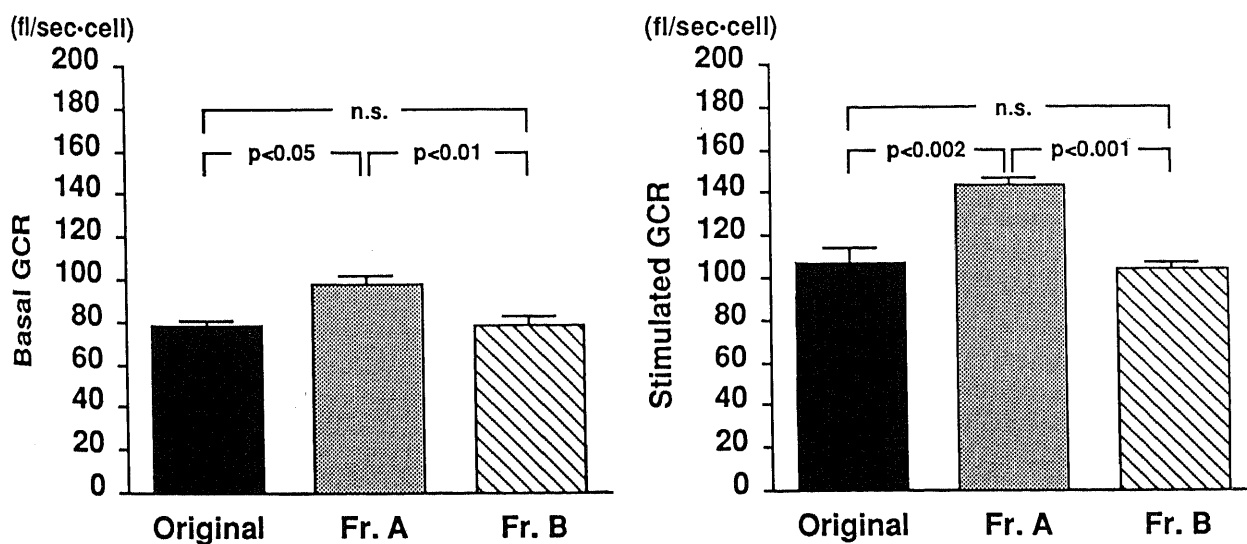 (fl/sec·cell)
200
180
160
140
120
100
80
60
40
20
0
Basal GCR
n.s.
p<0.05
p<0.01
Original
Fr. A
Fr. B
(fl/sec·cell)
200
180
160
140
120
100
80
60
40
20
0
Stimulated GCR
n.s.
p<0.002
p<0.001
Original
Fr. A
Fr. B